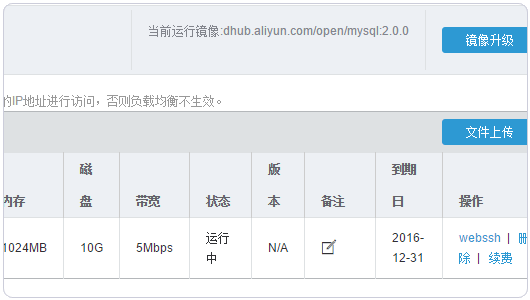 当前运行镜像:dhub.aliyun.com/open/mysql:2.0.0
镜像升级
的IP地址进行访问，否则负载均衡不生效。
文件上传
内存 磁盘 带宽 状态 版本 备注 到期日 操作
1024MB 10G 5Mbps 运行中 N/A 2016-12-31 webssh | 删除 | 续费